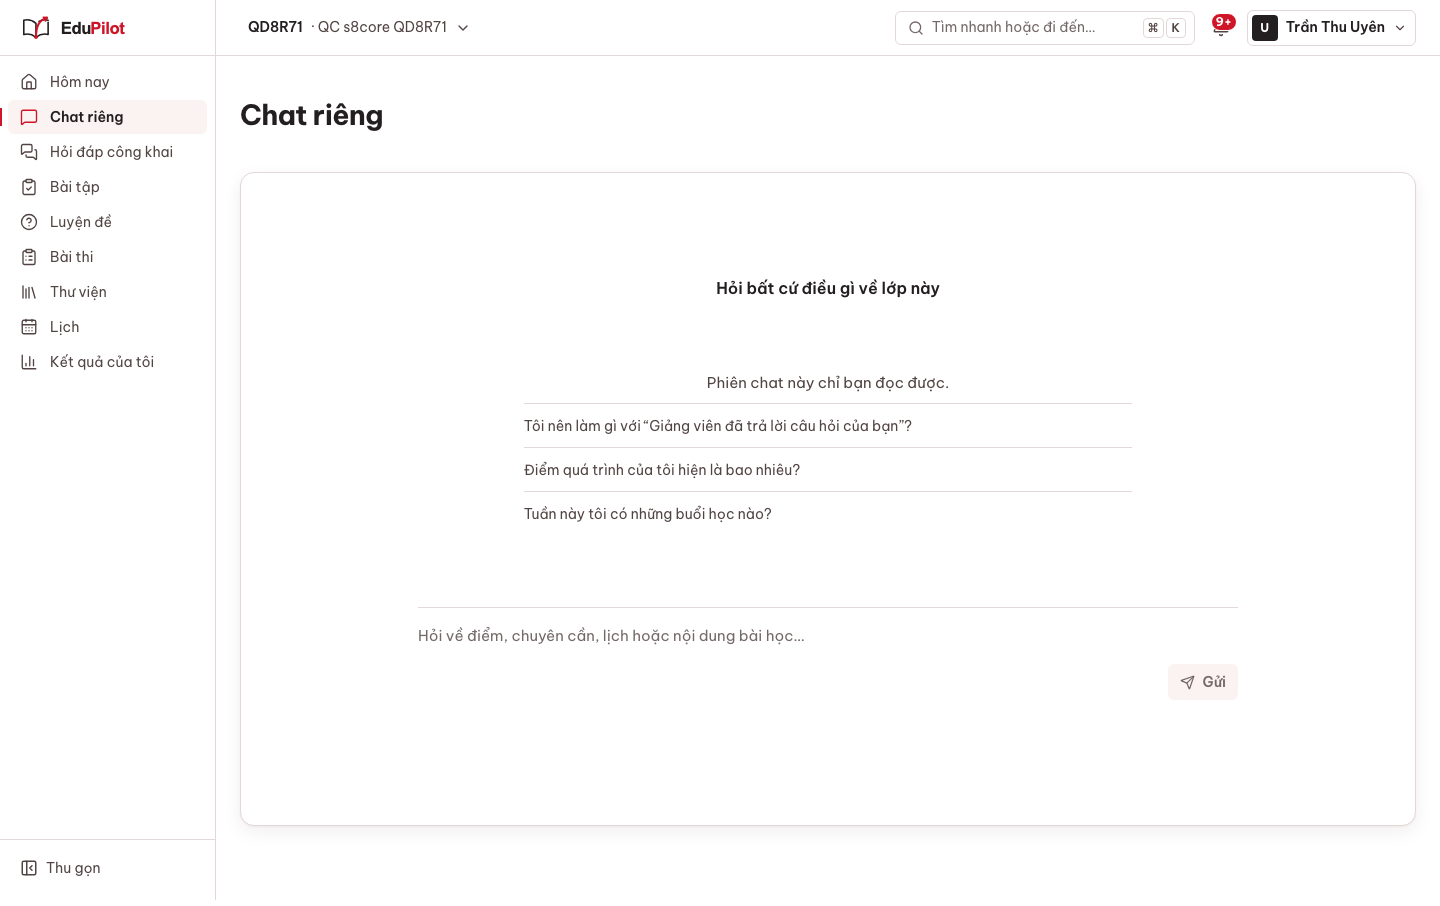 EduPilot
QD8R71 · QC s8core QD8R71
Tìm nhanh hoặc đi đến...
⌘ K
9+
U
Trần Thu Uyên
Hôm nay
Chat riêng
Hỏi đáp công khai
Bài tập
Luyện đề
Bài thi
Thư viện
Lịch
Kết quả của tôi
Thu gọn
Chat riêng
Hỏi bất cứ điều gì về lớp này
Phiên chat này chỉ bạn đọc được.
Tôi nên làm gì với “Giảng viên đã trả lời câu hỏi của bạn”?
Điểm quá trình của tôi hiện là bao nhiêu?
Tuần này tôi có những buổi học nào?
Hỏi về điểm, chuyên cần, lịch hoặc nội dung bài học...
Gửi